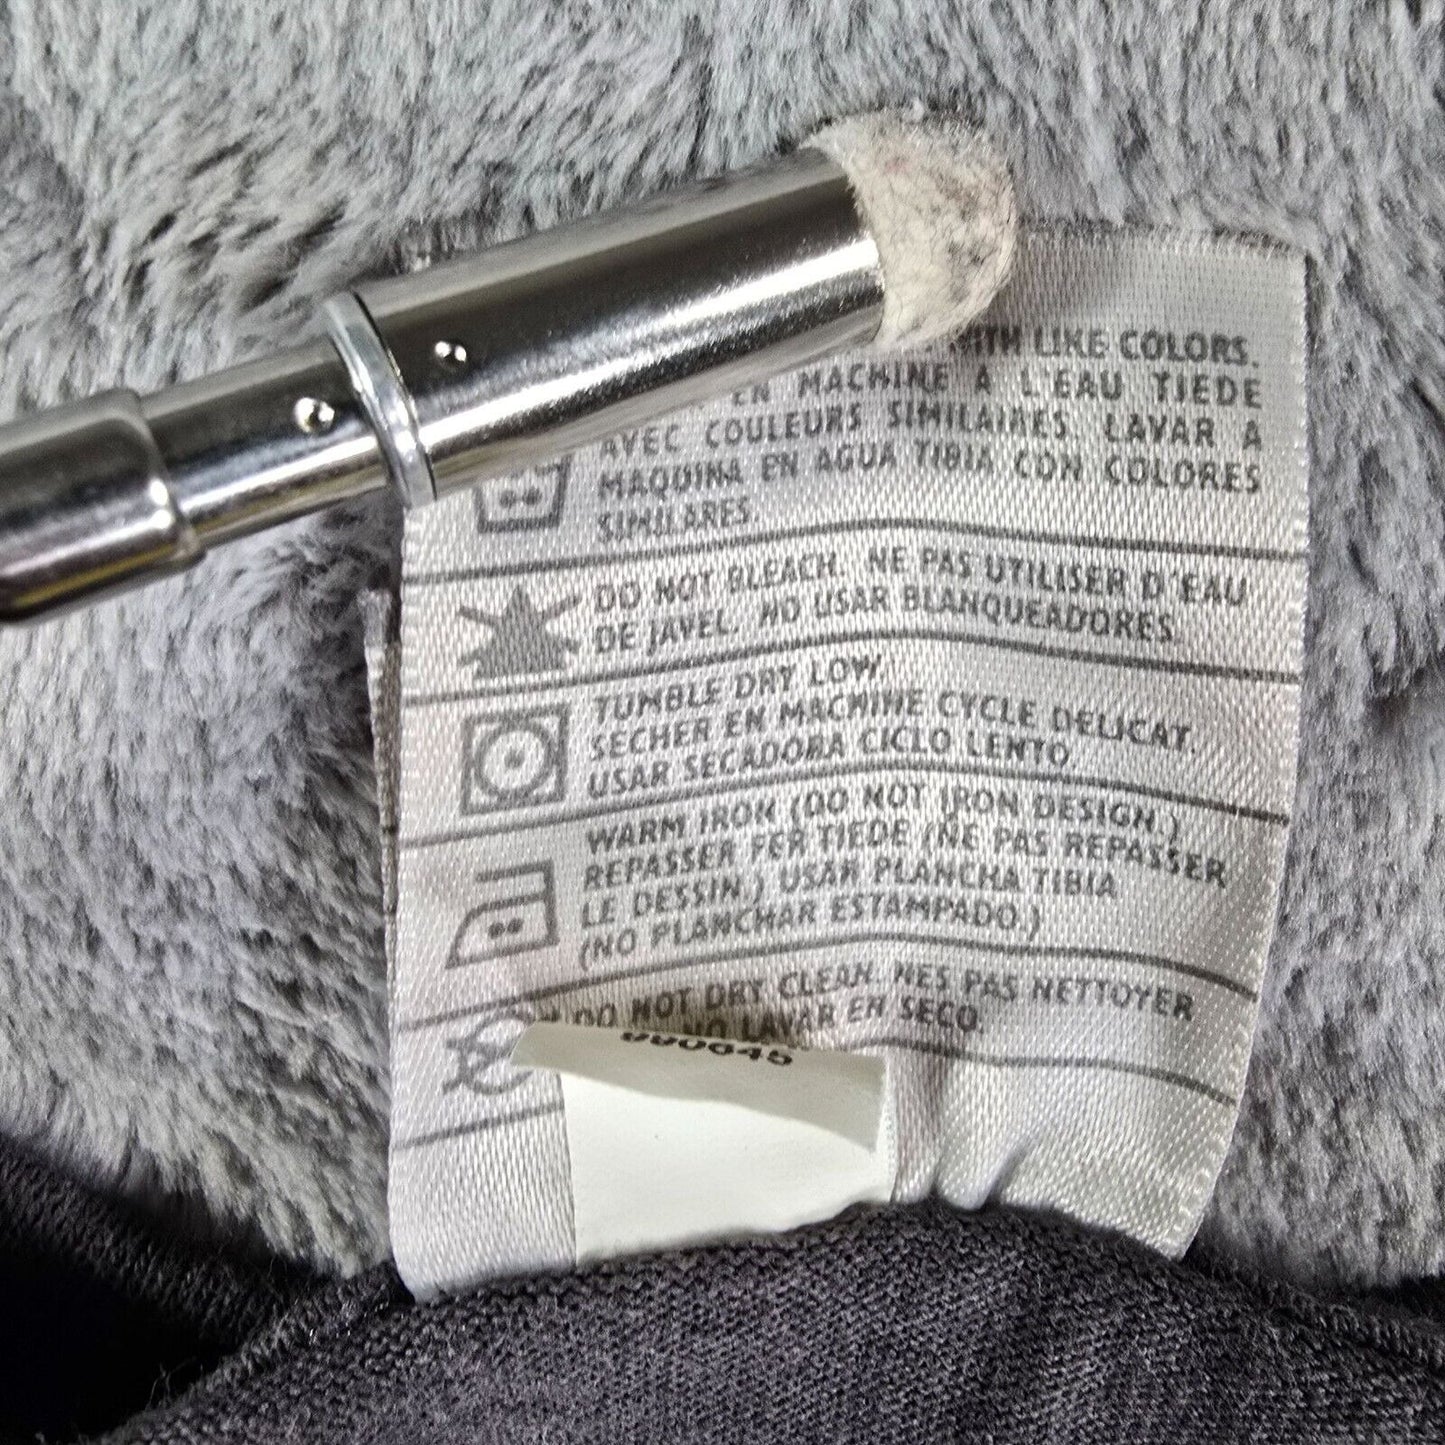 WITH LIKE COLORS.
EN MACHINE À L'EAU TIEDE
AVEC COULEURS SIMILAIRES. LAVAR A
MAQUINA EN AGUA TIBIA CON COLORES
SIMILARES.
DO NOT BLEACH. NE PAS UTILISER D'EAU
DE JAVEL. NO USAR BLANQUEADORES.
TUMBLE DRY LOW.
SECHER EN MACHINE CYCLE DELICAT.
USAR SECADORA CICLO LENTO
WARM IRON (DO NOT IRON DESIGN.)
REPASSER FER TIEDE (NE PAS REPASSER
LE DESSIN.) USAR PLANCHA TIBIA
(NO PLANCHAR ESTAMPADO.)
DO NOT DRY CLEAN. NES PAS NETTOYER
NO LAVAR EN SECO.
990645